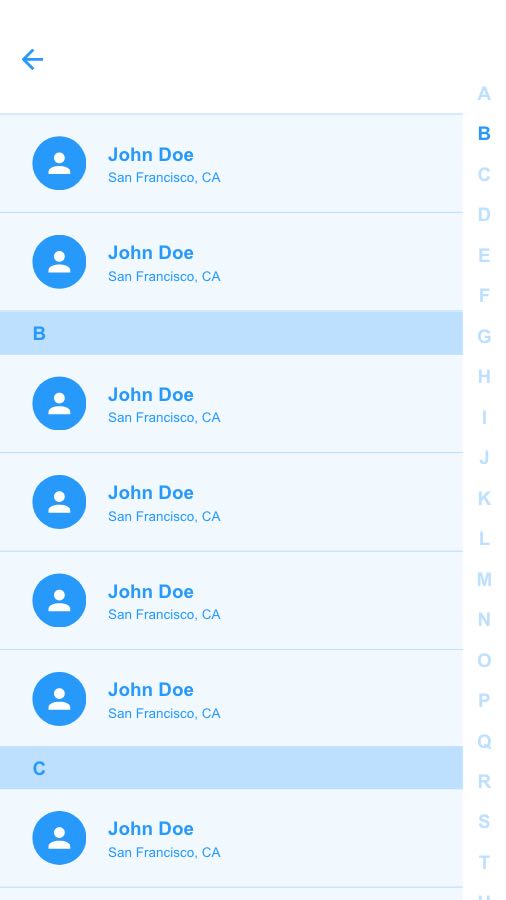 John Doe
San Francisco, CA
John Doe
San Francisco, CA
B
John Doe
San Francisco, CA
John Doe
San Francisco, CA
John Doe
San Francisco, CA
John Doe
San Francisco, CA
C
John Doe
San Francisco, CA
A
B
C
D
E
F
G
H
I
J
K
L
M
N
O
P
Q
R
S
T